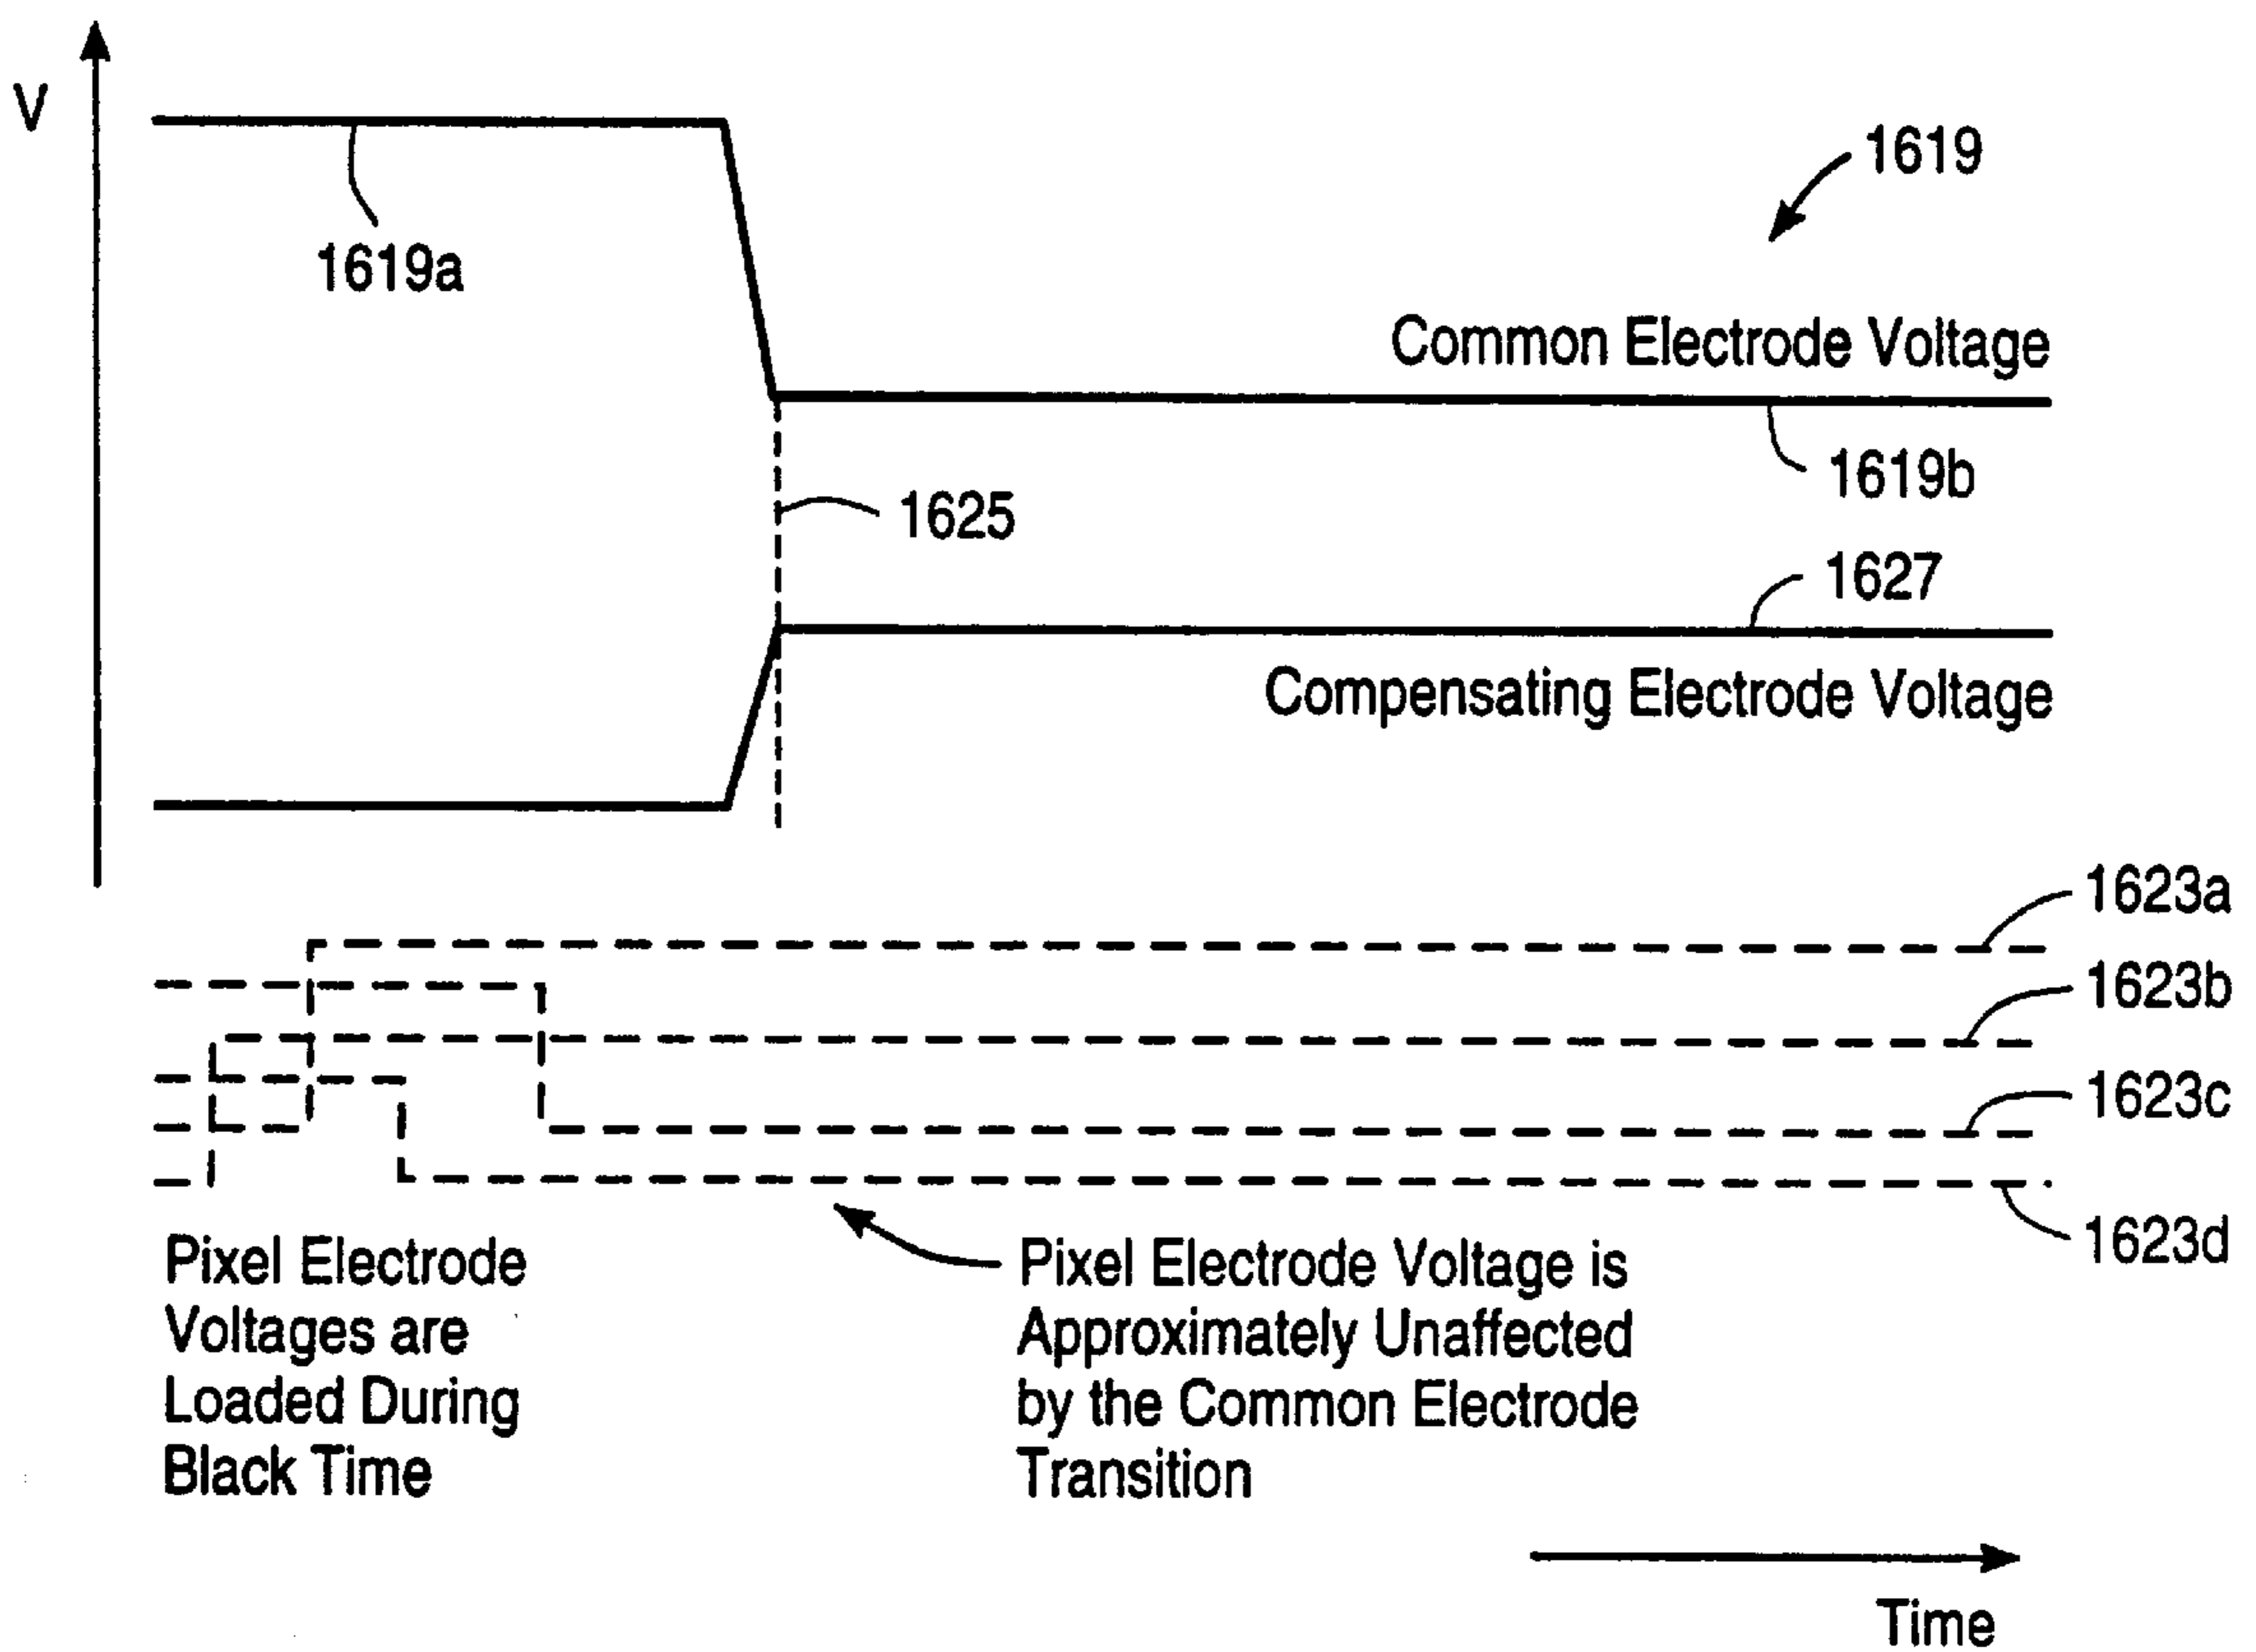 V
1619
1619a
Common Electrode Voltage
1619b
1625
1627
Compensating Electrode Voltage
1623a
1623b
1623c
1623d
Pixel Electrode
Voltages are
Loaded During
Black Time
Pixel Electrode Voltage is
Approximately Unaffected
by the Common Electrode
Transition
Time